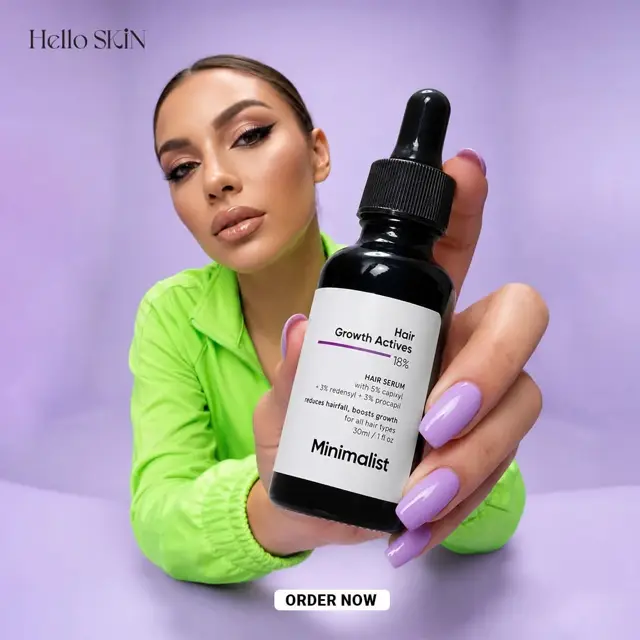 Hello SKiN
Hair
Growth Actives
18%
HAIR SERUM
with 5% capixyl
+ 3% redensyl + 3% procapil
reduces hairfall, boosts growth
for all hair types
30ml / 1 fl oz
Minimalist
ORDER NOW